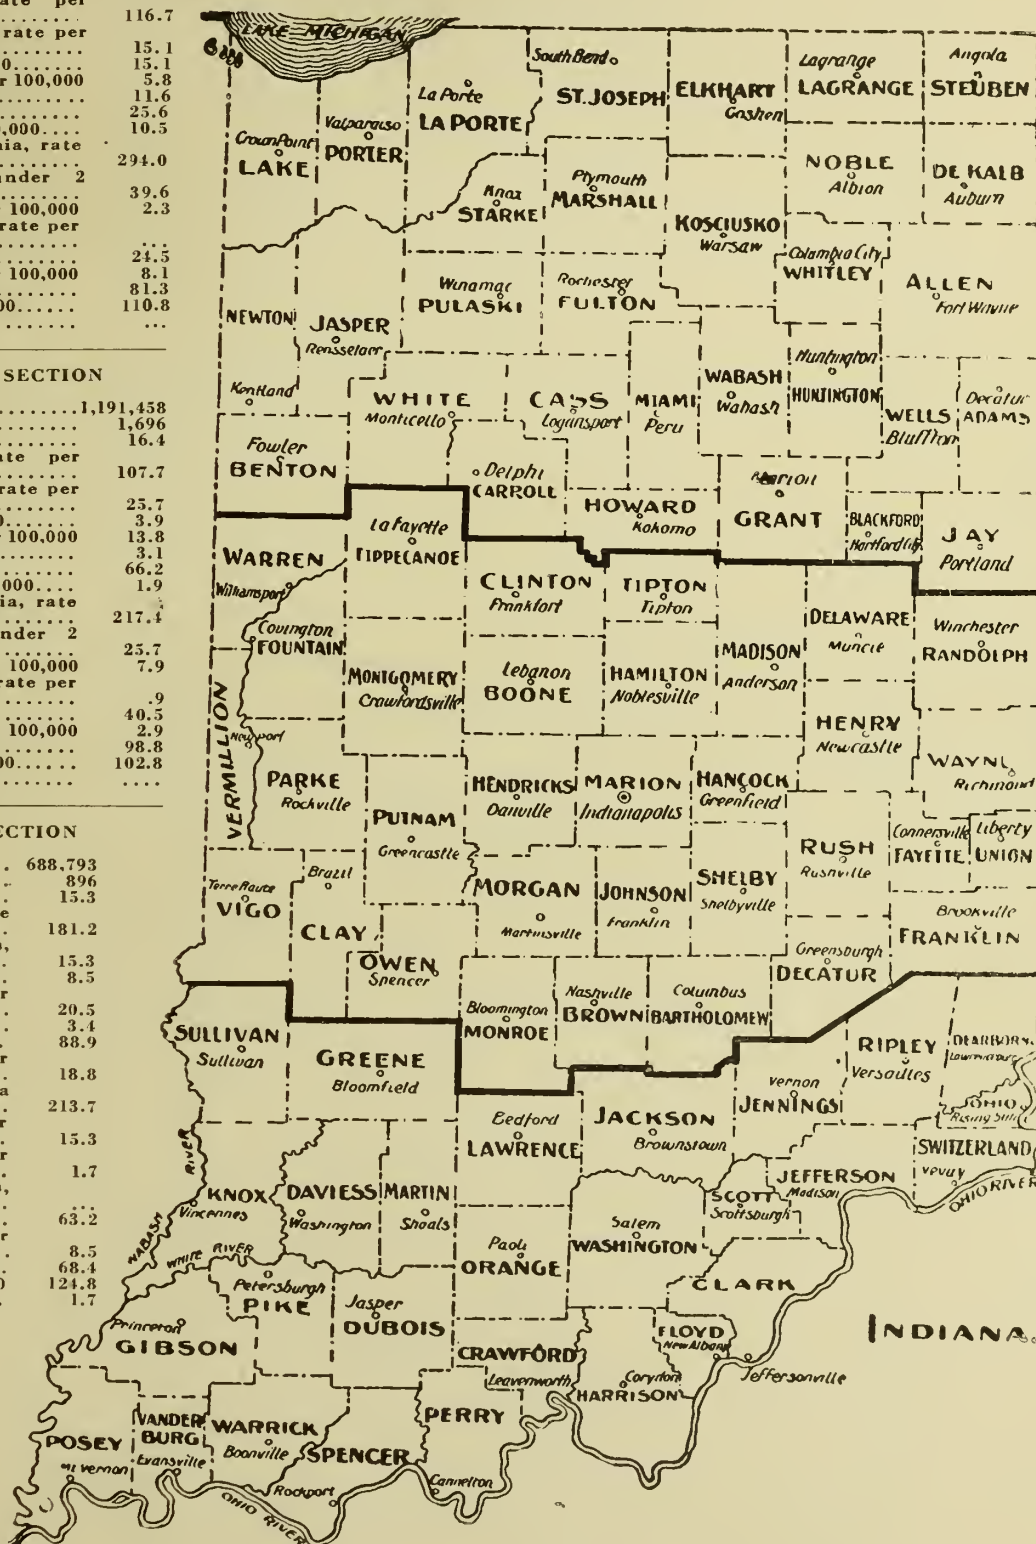 ate per
116.7
rate per
15.1
0....... 15.1
r 100,000 5.8
11.6
25.6
0,000.... 10.5
nia, rate
294.0
under 2
39.6
100,000 2.3
rate per
...
24.5
100,000 8.1
81.3
00...... 110.8
...
SECTION
1,191,458
1,696
16.4
ate per
107.7
rate per
25.7
0....... 3.9
100,000 13.8
3.1
66.2
000.... 1.9
nia, rate
217.4
under 2
25.7
100,000 7.9
rate per
.9
40.5
100,000 2.9
98.8
00...... 102.8
....
ECTION
688,793
896
15.3
e
181.2
15.3
8.5
r
20.5
3.4
88.9
r
18.8
a
213.7
r
15.3
r
1.7
...
63.2
r
8.5
68.4
0 124.8
1.7
LAKE MICHIGAN
South Bend
ST. JOSEPH
La Porte
LA PORTE
ELKHART
Goshen
Lagrange
LAGRANGE
Angola
STEUBEN
Crown Point
LAKE
Valparaiso
PORTER
NOBLE
Albion
DE KALB
Auburn
Knox
STARKE
Plymouth
MARSHALL
KOSCIUSKO
Warsaw
Columbia City
WHITLEY
ALLEN
Fort Wayne
NEWTON
Kentland
JASPER
Rensselaer
Winamac
PULASKI
Rochester
FULTON
WHITE
Monticello
CASS
Logansport
MIAMI
Peru
WABASH
Wabash
Huntington
HUNTINGTON
WELLS
Bluffton
Decatur
ADAMS
Fowler
BENTON
Delphi
CARROLL
HOWARD
Kokomo
Marion
GRANT
BLACKFORD
Hartford City
JAY
Portland
WARREN
Williamsport
La Fayette
TIPPECANOE
CLINTON
Frankfort
TIPTON
Tipton
DELAWARE
Muncie
Winchester
RANDOLPH
Covington
FOUNTAIN
MONTGOMERY
Crawfordsville
Lebanon
BOONE
HAMILTON
Noblesville
MADISON
Anderson
HENRY
Newcastle
WAYNE
Richmond
VERMILLION
Newport
PARKE
Rockville
PUTNAM
Greencastle
HENDRICKS
Danville
MARION
Indianapolis
HANCOCK
Greenfield
RUSH
Rushville
Connersville
FAYETTE
Liberty
UNION
Terre Haute
VIGO
Brazil
CLAY
OWEN
Spencer
MORGAN
Martinsville
JOHNSON
Franklin
SHELBY
Shelbyville
Brookville
FRANKLIN
Greensburgh
DECATUR
SULLIVAN
Sullivan
GREENE
Bloomfield
Bloomington
MONROE
Nashville
BROWN
Columbus
BARTHOLOMEW
RIPLEY
Versailles
DEARBORN
OHIO
Rising Sun
Vernon
JENNINGS
JACKSON
Brownstown
Bedford
LAWRENCE
SWITZERLAND
Vevay
JEFFERSON
Madison
SCOTT
Scottsburgh
OHIO RIVER
RIVER
KNOX
Vincennes
DAVIESS
Washington
MARTIN
Shoals
Paoli
ORANGE
Salem
WASHINGTON
CLARK
WABASH
WHITE RIVER
Petersburgh
PIKE
Jasper
DUBOIS
Princeton
GIBSON
CRAWFORD
Leavenworth
FLOYD
New Albany
Jeffersonville
Corydon
HARRISON
INDIANA.
POSEY
Mt Vernon
VANDER
BURG
Evansville
WARRICK
Boonville
SPENCER
Rockport
PERRY
Cannelton
OHIO RIVER